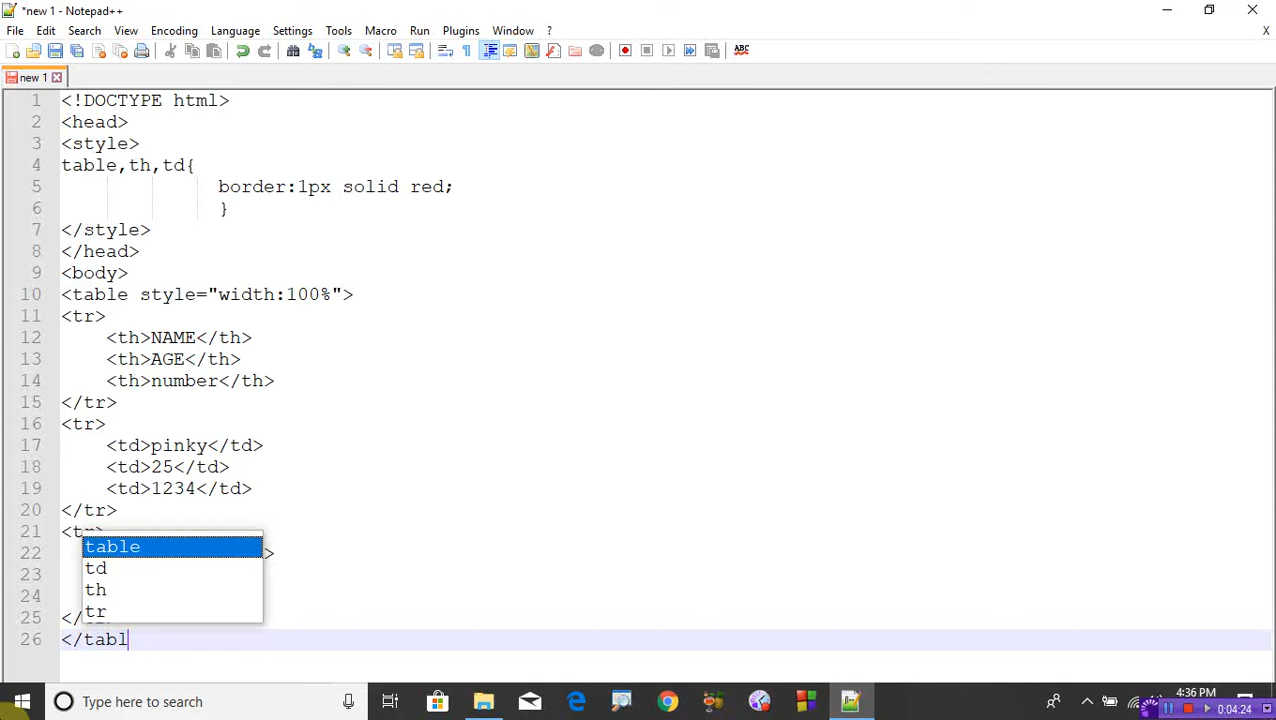 *new 1 - Notepad++
File Edit Search View Encoding Language Settings Tools Macro Run Plugins Window ?
X
ABC
new 1
1 <!DOCTYPE html>
2 <head>
3 <style>
4 table,th,td{
5 border:1px solid red;
6 }
7 </style>
8 </head>
9 <body>
10 <table style="width:100%">
11 <tr>
12 <th>NAME</th>
13 <th>AGE</th>
14 <th>number</th>
15 </tr>
16 <tr>
17 <td>pinky</td>
18 <td>25</td>
19 <td>1234</td>
20 </tr>
21 <tr>
table
22 >
td
23
th
24
tr
25 </
26 </tabl
Type here to search
4:36 PM
0:04:24